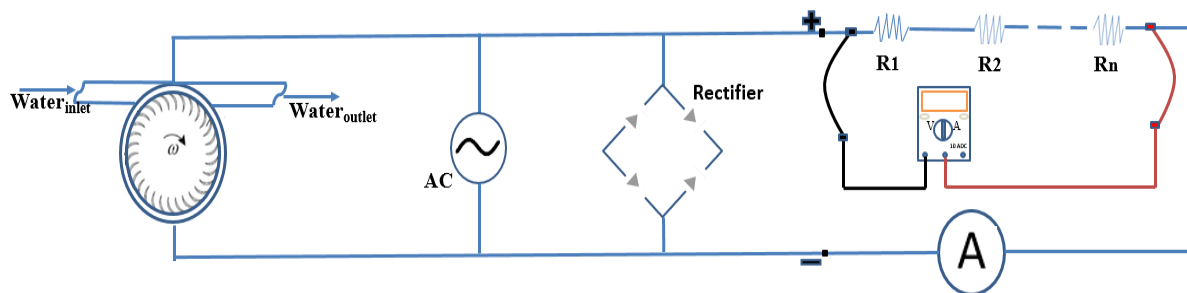 Water inlet
Water outlet
ω
AC
Rectifier
+
R1
R2
Rn
V
A
10 ADC
A
−